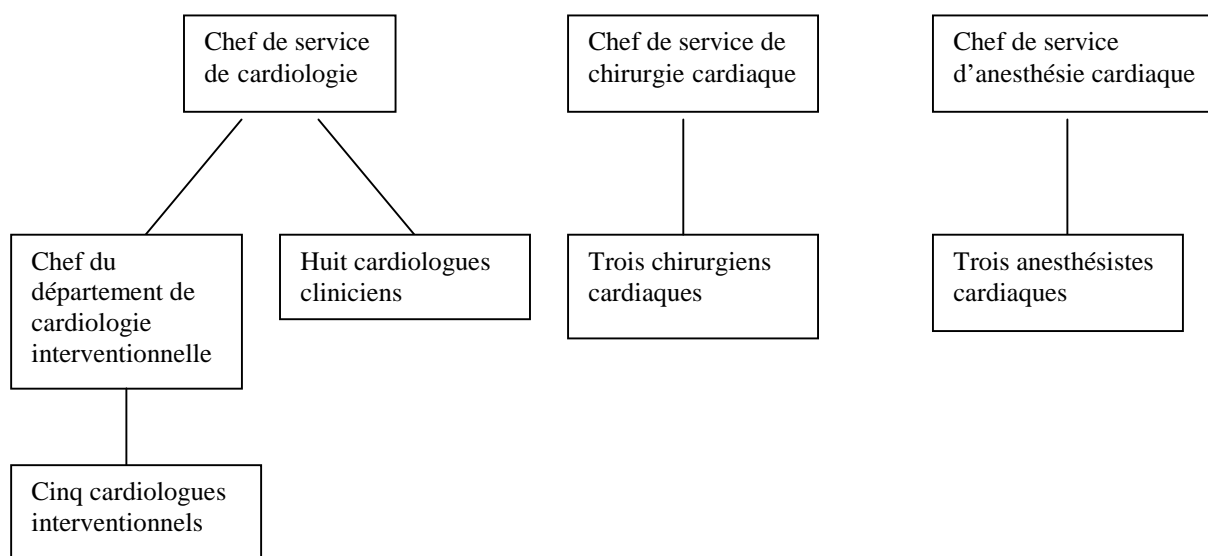 Chef de service
de cardiologie
Chef de service de
chirurgie cardiaque
Chef de service
d’anesthésie cardiaque
Chef du
département de
cardiologie
interventionnelle
Huit cardiologues
cliniciens
Trois chirurgiens
cardiaques
Trois anesthésistes
cardiaques
Cinq cardiologues
interventionnels